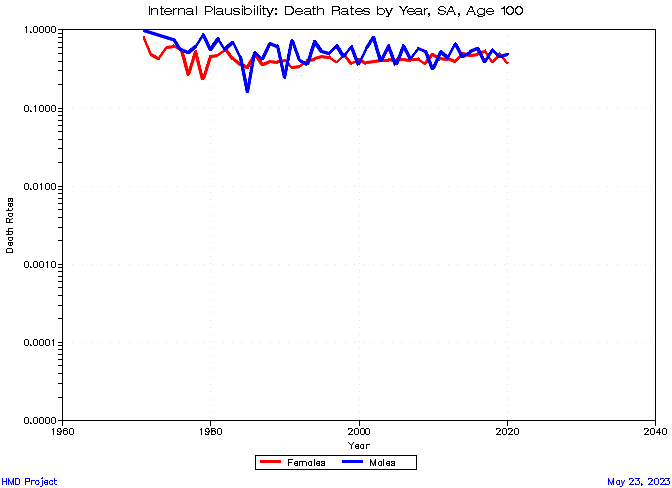 Internal Plausibility: Death Rates by Year, SA, Age 100
1.0000
0.1000
0.0100
0.0010
0.0001
0.0000
Death Rates
1960
1980
2000
2020
2040
Year
Females
Males
HMD Project
May 23, 2023